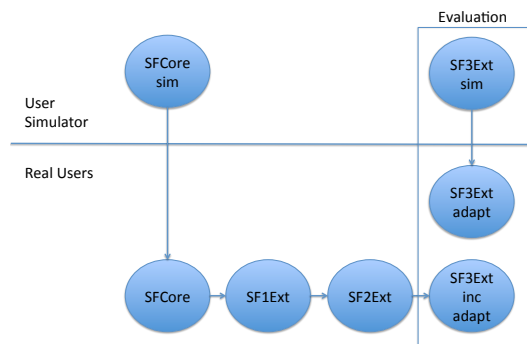 Evaluation
SFCore
sim
SF3Ext
sim
User
Simulator
Real Users
SF3Ext
adapt
SFCore
SF1Ext
SF2Ext
SF3Ext
inc
adapt